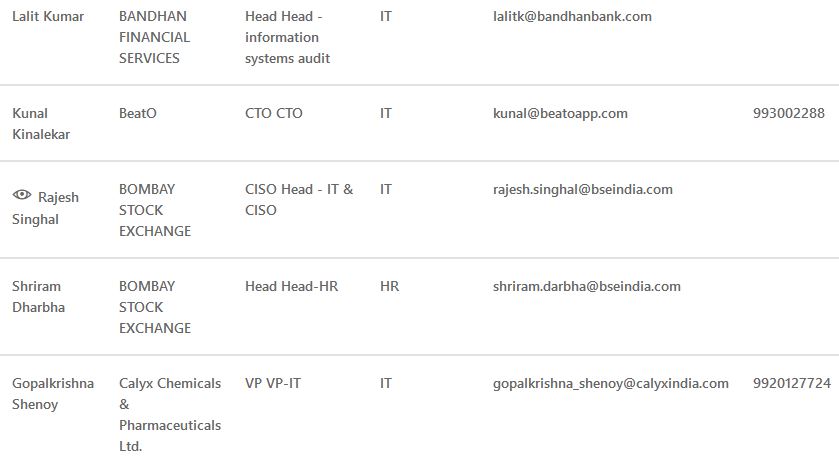 Lalit Kumar BANDHAN Head Head - IT lalitk@bandhanbank.com
FINANCIAL information
SERVICES systems audit
Kunal BeatO CTO CTO IT kunal@beatoapp.com 993002288
Kinalekar
Rajesh BOMBAY CISO Head - IT & IT rajesh.singhal@bseindia.com
Singhal STOCK CISO
EXCHANGE
Shriram BOMBAY Head Head-HR HR shriram.darbha@bseindia.com
Dharbha STOCK
EXCHANGE
Gopalkrishna Calyx Chemicals VP VP-IT IT gopalkrishna_shenoy@calyxindia.com 9920127724
Shenoy &
Pharmaceuticals
Ltd.